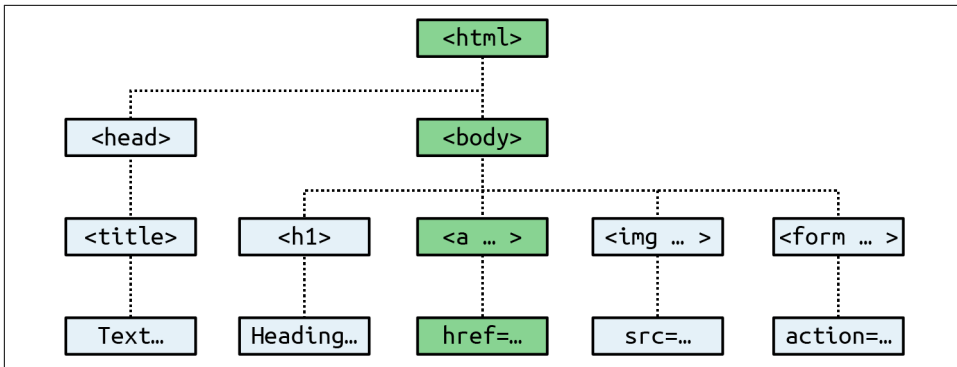 <html>
<head> <body>
<title> <h1> <a … > <img … > <form … >
Text… Heading… href=… src=… action=…